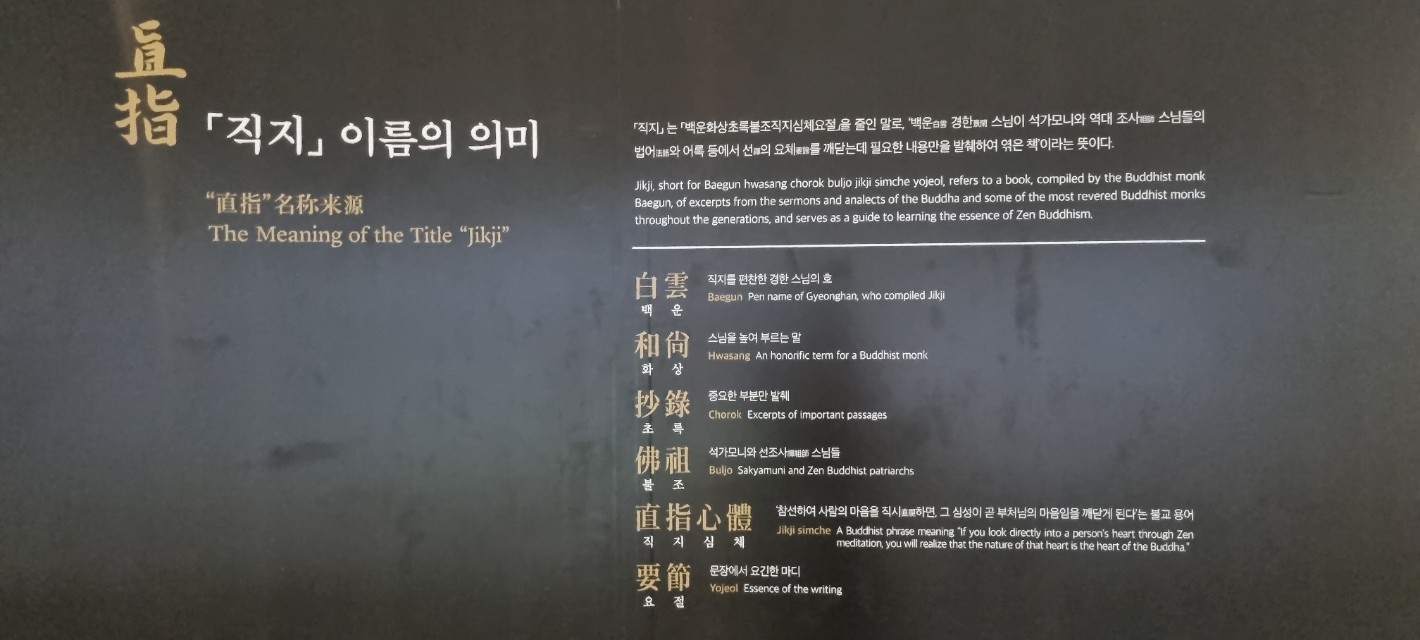 直指
「직지」 이름의 의미
“直指”名称来源
The Meaning of the Title “Jikji”
「직지」는 「백운화상초록불조직지심체요절」을 줄인 말로, '백운白雲 경한景閑 스님이 석가모니와 역대 조사祖師 스님들의
법어法語와 어록 등에서 선禪의 요체를 깨닫는데 필요한 내용만을 발췌하여 엮은 책'이라는 뜻이다.
Jikji, short for Baegun hwasang chorok buljo jikji simche yojeol, refers to a book, compiled by the Buddhist monk
Baegun, of excerpts from the sermons and analects of the Buddha and some of the most revered Buddhist monks
throughout the generations, and serves as a guide to learning the essence of Zen Buddhism.
白雲
백 운
직지를 편찬한 경한 스님의 호
Baegun Pen name of Gyeonghan, who compiled Jikji
和尙
화 상
스님을 높여 부르는 말
Hwasang An honorific term for a Buddhist monk
抄錄
초 록
중요한 부분만 발췌
Chorok Excerpts of important passages
佛祖
불 조
석가모니와 선조사禪祖師 스님들
Buljo Sakyamuni and Zen Buddhist patriarchs
直指心體
직 지 심 체
'참선하여 사람의 마음을 직시直視하면, 그 심성이 곧 부처님의 마음임을 깨닫게 된다'는 불교 용어
Jikji simche A Buddhist phrase meaning "If you look directly into a person's heart through Zen
meditation, you will realize that the nature of that heart is the heart of the Buddha."
要節
요 절
문장에서 요긴한 마디
Yojeol Essence of the writing